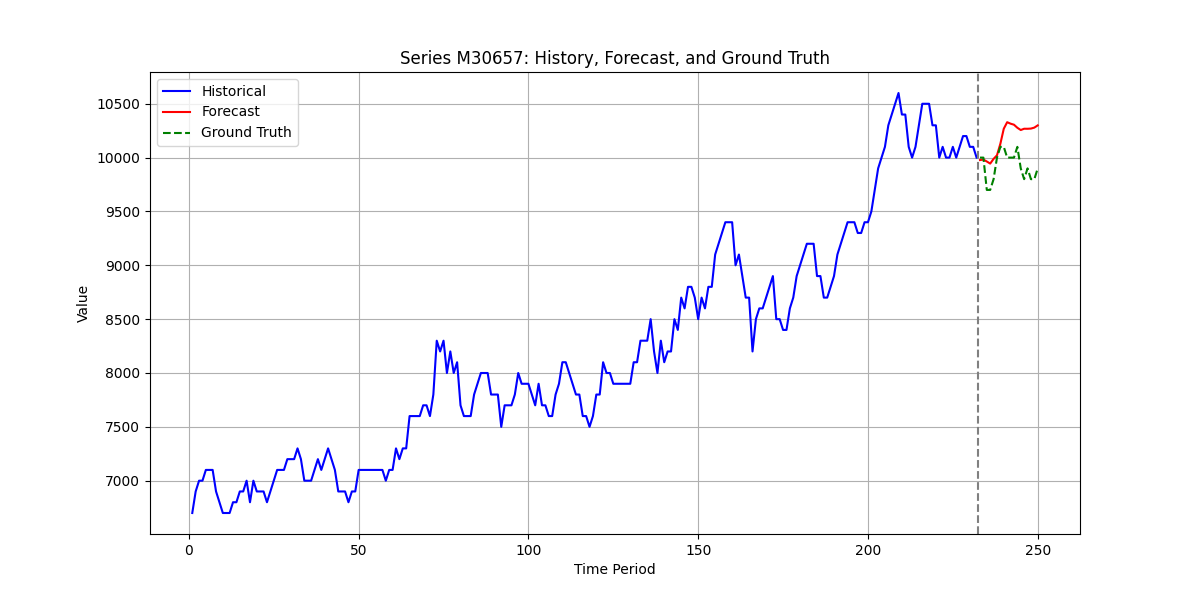 Series M30657: History, Forecast, and Ground Truth
Historical
Forecast
Ground Truth
10500
10000
9500
9000
8500
8000
7500
7000
Value
0 50 100 150 200 250
Time Period